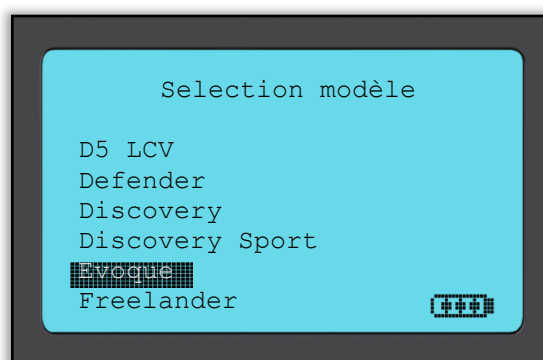 Selection modèle
D5 LCV
Defender
Discovery
Discovery Sport
Evoque
Freelander